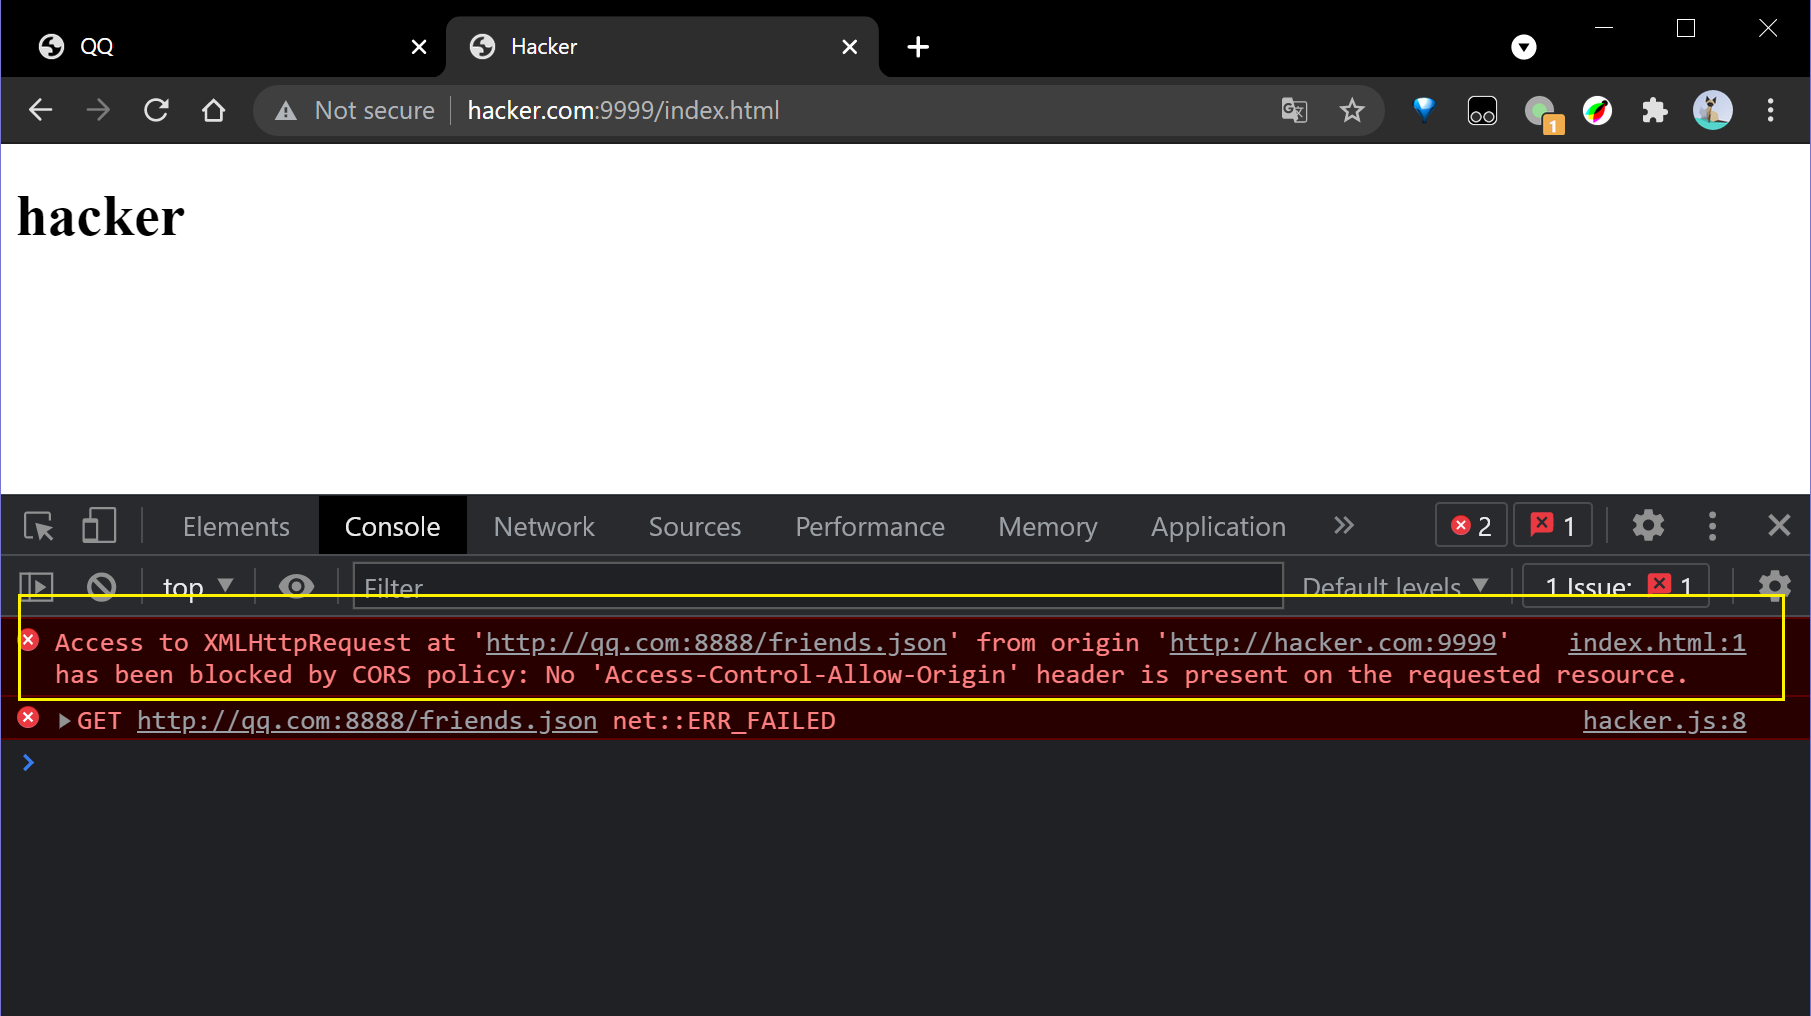 QQ
Hacker
Not secure hacker.com:9999/index.html
1
hacker
Elements Console Network Sources Performance Memory Application 2 1
top Filter Default levels 1 Issue: 1
Access to XMLHttpRequest at 'http://qq.com:8888/friends.json' from origin 'http://hacker.com:9999' index.html:1
has been blocked by CORS policy: No 'Access-Control-Allow-Origin' header is present on the requested resource.
GET http://qq.com:8888/friends.json net::ERR_FAILED hacker.js:8